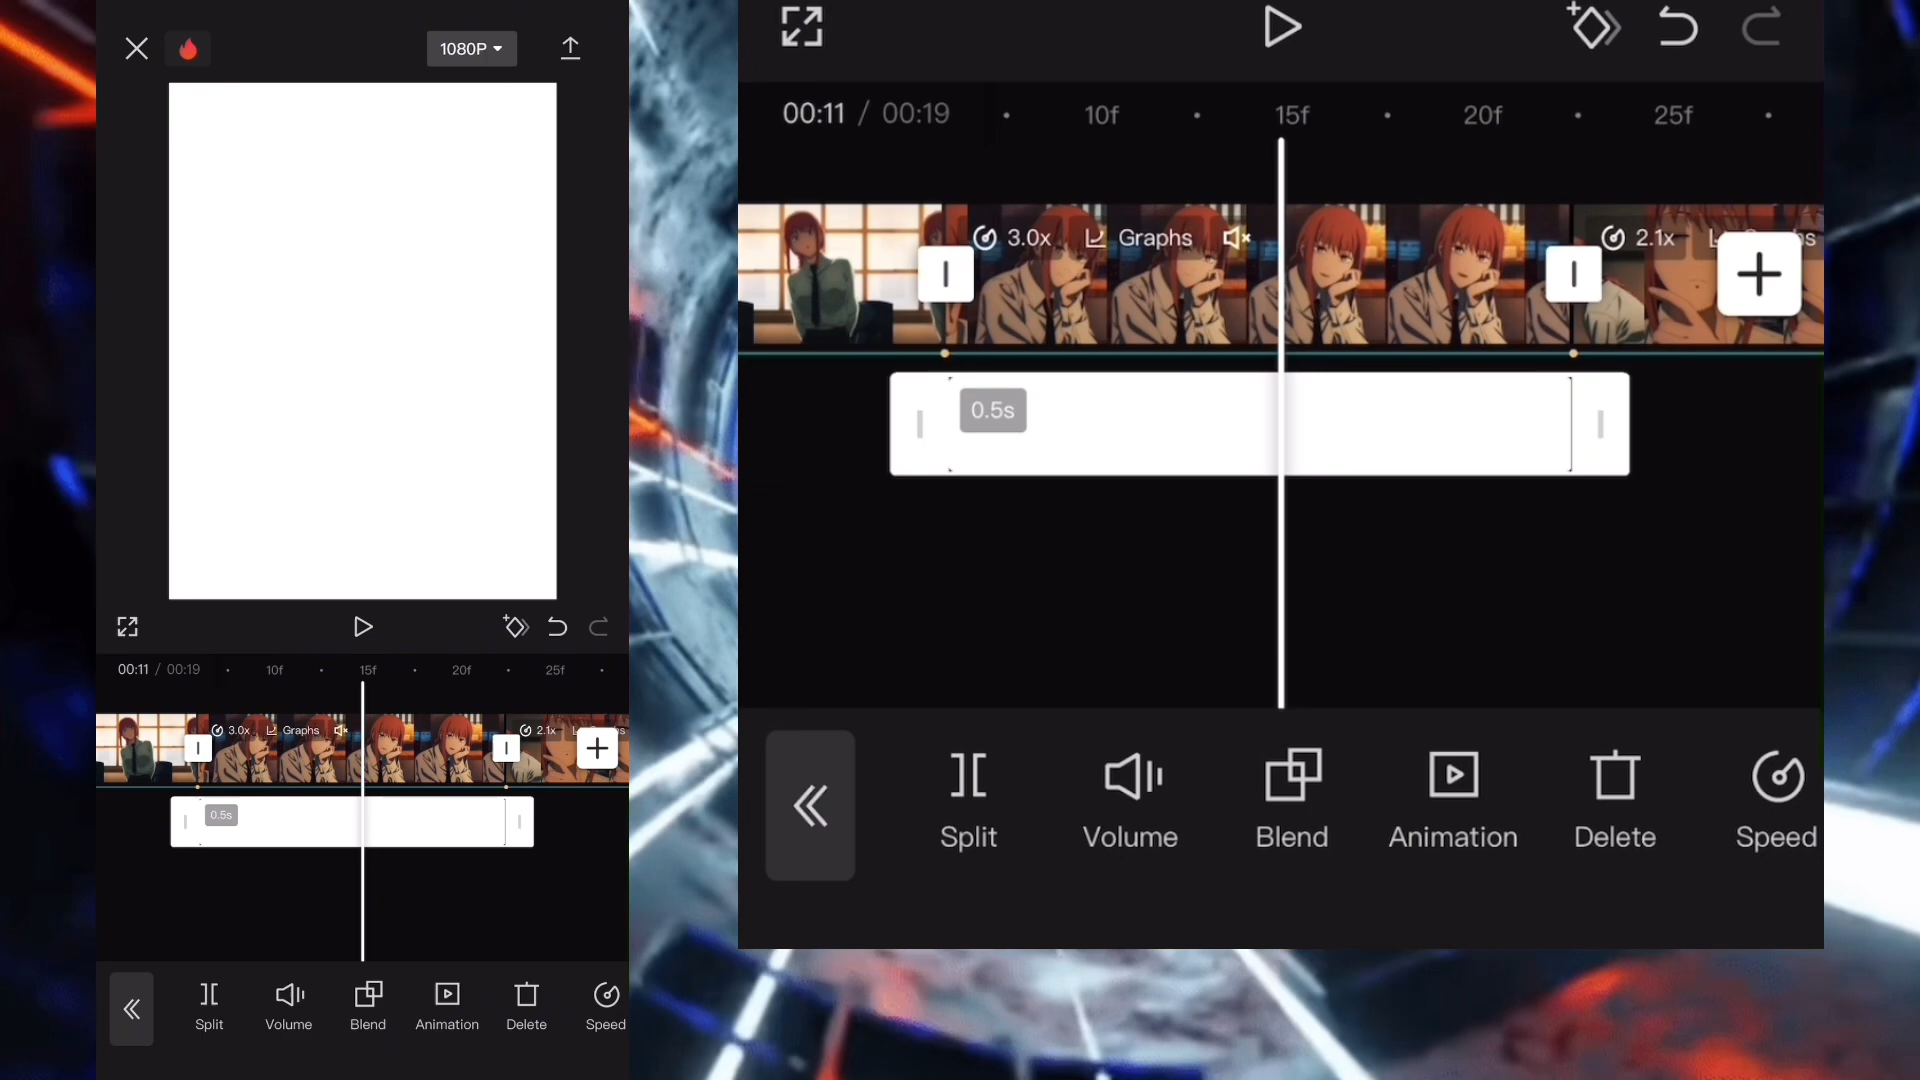 1080P
00:11 / 00:19 10f 15f 20f 25f
3.0x Graphs 2.1x
0.5s
Split Volume Blend Animation Delete Speed
00:11 / 00:19 10f 15f 20f 25f
3.0x Graphs 2.1x
0.5s
Split Volume Blend Animation Delete Speed